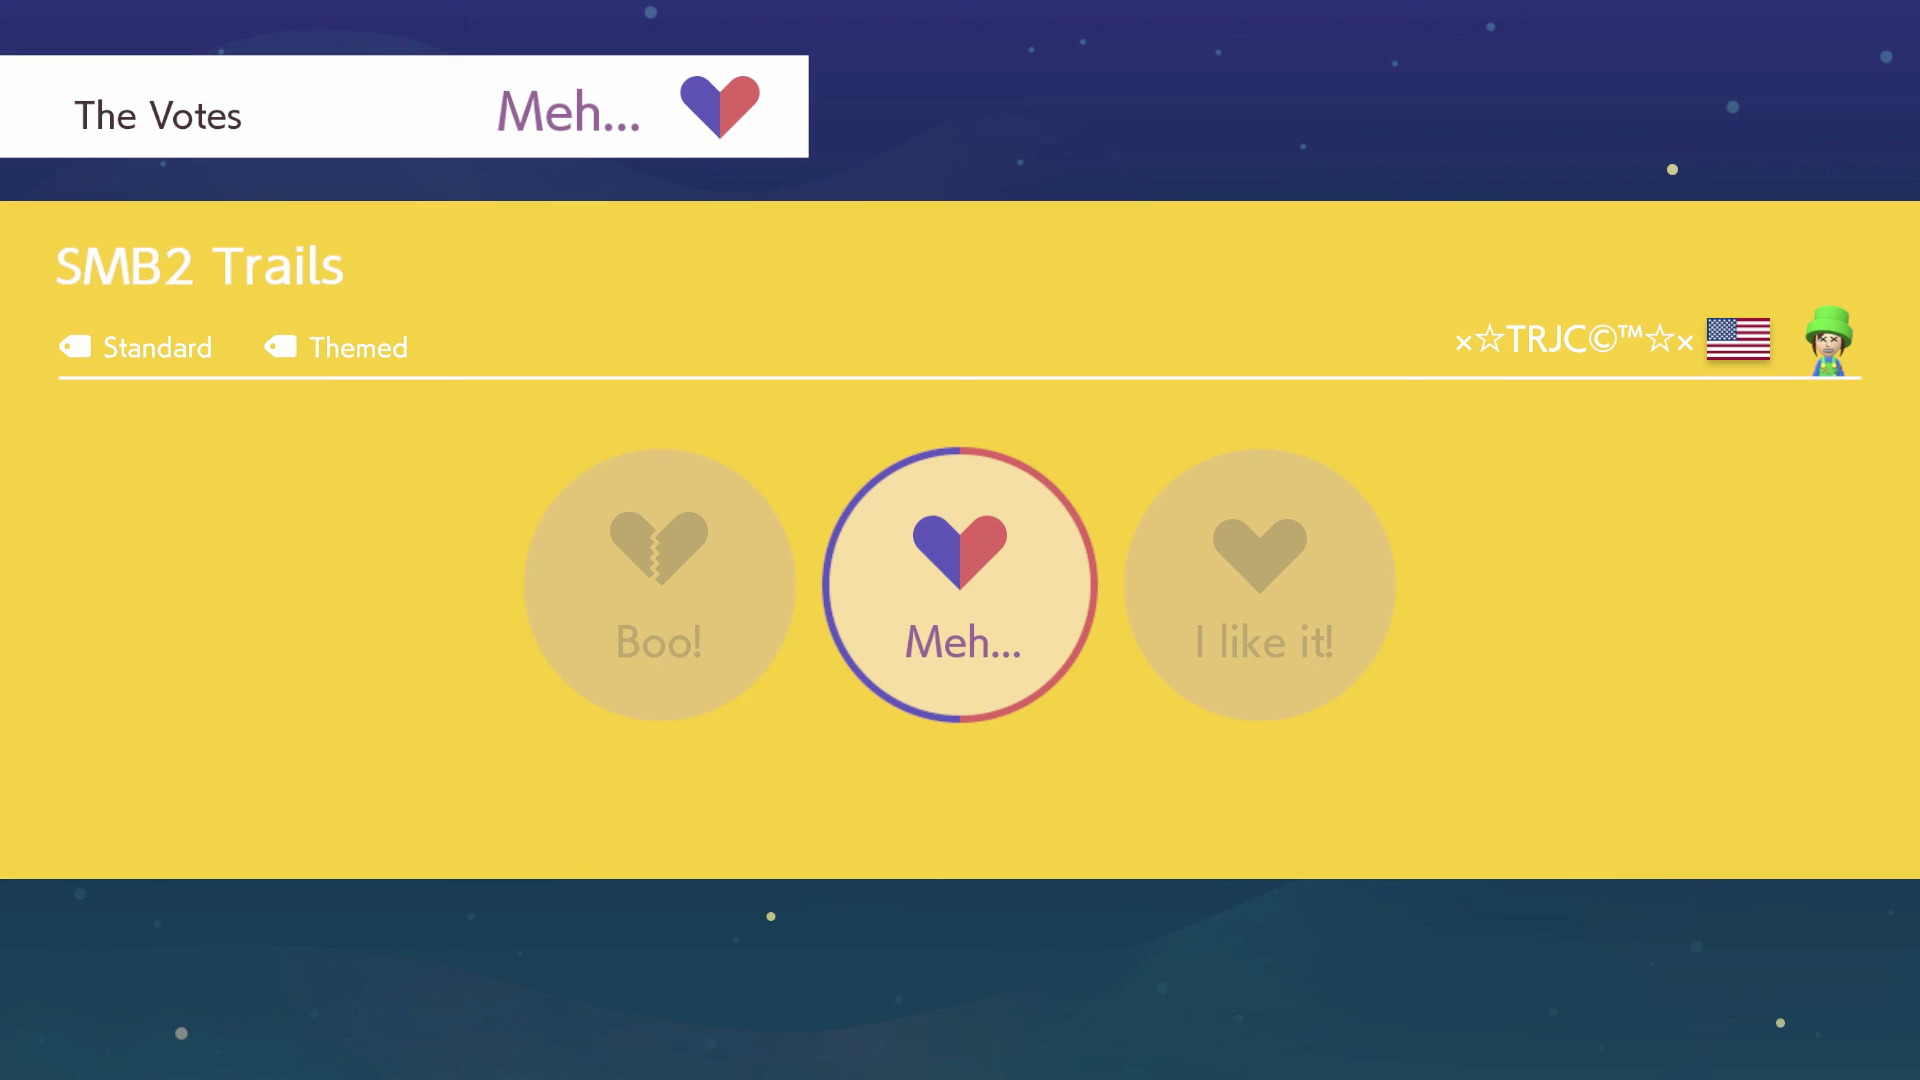 The Votes Meh...
SMB2 Trails
Standard Themed ×☆TRJC©™☆×
Boo! Meh... I like it!